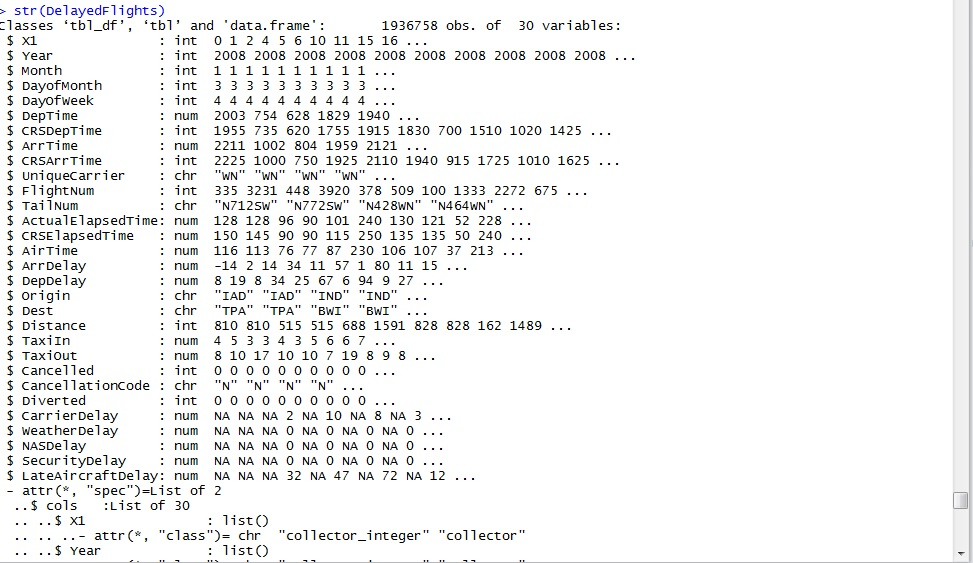 > str(DelayedFlights)
Classes ‘tbl_df’, ‘tbl’ and 'data.frame':	1936758 obs. of  30 variables:
 $ X1               : int  0 1 2 4 5 6 10 11 15 16 ...
 $ Year             : int  2008 2008 2008 2008 2008 2008 2008 2008 2008 2008 ...
 $ Month            : int  1 1 1 1 1 1 1 1 1 1 ...
 $ DayofMonth       : int  3 3 3 3 3 3 3 3 3 3 ...
 $ DayOfWeek        : int  4 4 4 4 4 4 4 4 4 4 ...
 $ DepTime          : num  2003 754 628 1829 1940 ...
 $ CRSDepTime       : int  1955 735 620 1755 1915 1830 700 1510 1020 1425 ...
 $ ArrTime          : num  2211 1002 804 1959 2121 ...
 $ CRSArrTime       : int  2225 1000 750 1925 2110 1940 915 1725 1010 1625 ...
 $ UniqueCarrier    : chr  "WN" "WN" "WN" "WN" ...
 $ FlightNum        : int  335 3231 448 3920 378 509 100 1333 2272 675 ...
 $ TailNum          : chr  "N712SW" "N772SW" "N428WN" "N464WN" ...
 $ ActualElapsedTime: num  128 128 96 90 101 240 130 121 52 228 ...
 $ CRSElapsedTime   : num  150 145 90 90 115 250 135 135 50 240 ...
 $ AirTime          : num  116 113 76 77 87 230 106 107 37 213 ...
 $ ArrDelay         : num  -14 2 14 34 11 57 1 80 11 15 ...
 $ DepDelay         : num  8 19 8 34 25 67 6 94 9 27 ...
 $ Origin           : chr  "IAD" "IAD" "IND" "IND" ...
 $ Dest             : chr  "TPA" "TPA" "BWI" "BWI" ...
 $ Distance         : int  810 810 515 515 688 1591 828 828 162 1489 ...
 $ TaxiIn           : num  4 5 3 3 4 3 5 6 6 7 ...
 $ TaxiOut          : num  8 10 17 10 10 7 19 8 9 8 ...
 $ Cancelled        : int  0 0 0 0 0 0 0 0 0 0 ...
 $ CancellationCode : chr  "N" "N" "N" "N" ...
 $ Diverted         : int  0 0 0 0 0 0 0 0 0 0 ...
 $ CarrierDelay     : num  NA NA NA 2 NA 10 NA 8 NA 3 ...
 $ WeatherDelay     : num  NA NA NA 0 NA 0 NA 0 NA 0 ...
 $ NASDelay         : num  NA NA NA 0 NA 0 NA 0 NA 0 ...
 $ SecurityDelay    : num  NA NA NA 0 NA 0 NA 0 NA 0 ...
 $ LateAircraftDelay: num  NA NA NA 32 NA 47 NA 72 NA 12 ...
 - attr(*, "spec")=List of 2
  ..$ cols   :List of 30
  .. ..$ X1               : list()
  .. .. ..- attr(*, "class")= chr  "collector_integer" "collector"
  .. ..$ Year             : list()